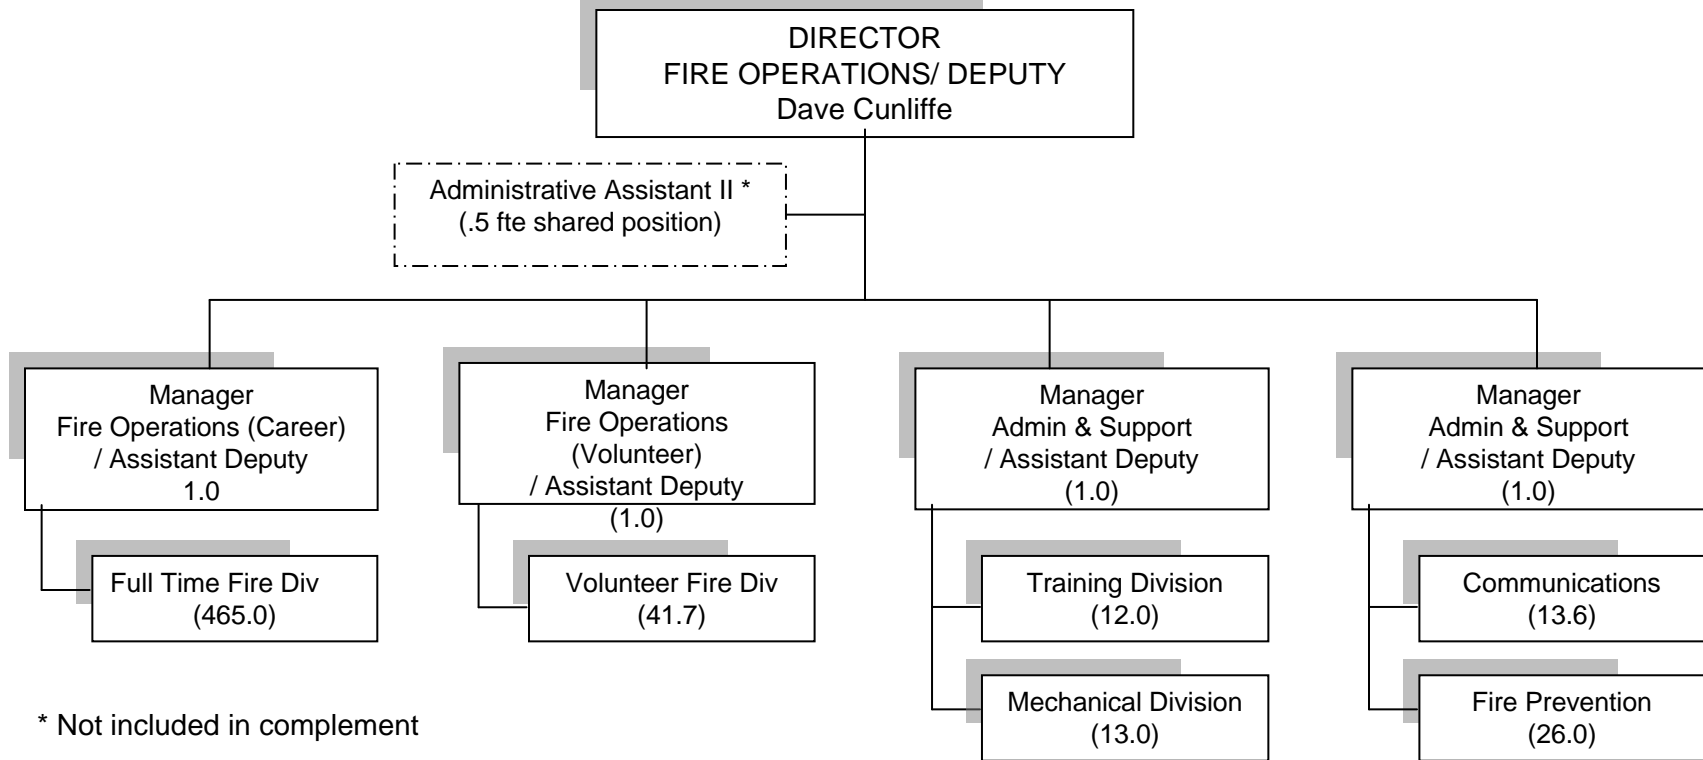 DIRECTOR
FIRE OPERATIONS/ DEPUTY
Dave Cunliffe
Administrative Assistant II *
(.5 fte shared position)
Manager
Fire Operations (Career)
/ Assistant Deputy
1.0
Full Time Fire Div
(465.0)
Manager
Fire Operations
(Volunteer)
/ Assistant Deputy
(1.0)
Volunteer Fire Div
(41.7)
Manager
Admin & Support
/ Assistant Deputy
(1.0)
Training Division
(12.0)
Mechanical Division
(13.0)
Manager
Admin & Support
/ Assistant Deputy
(1.0)
Communications
(13.6)
Fire Prevention
(26.0)
* Not included in complement